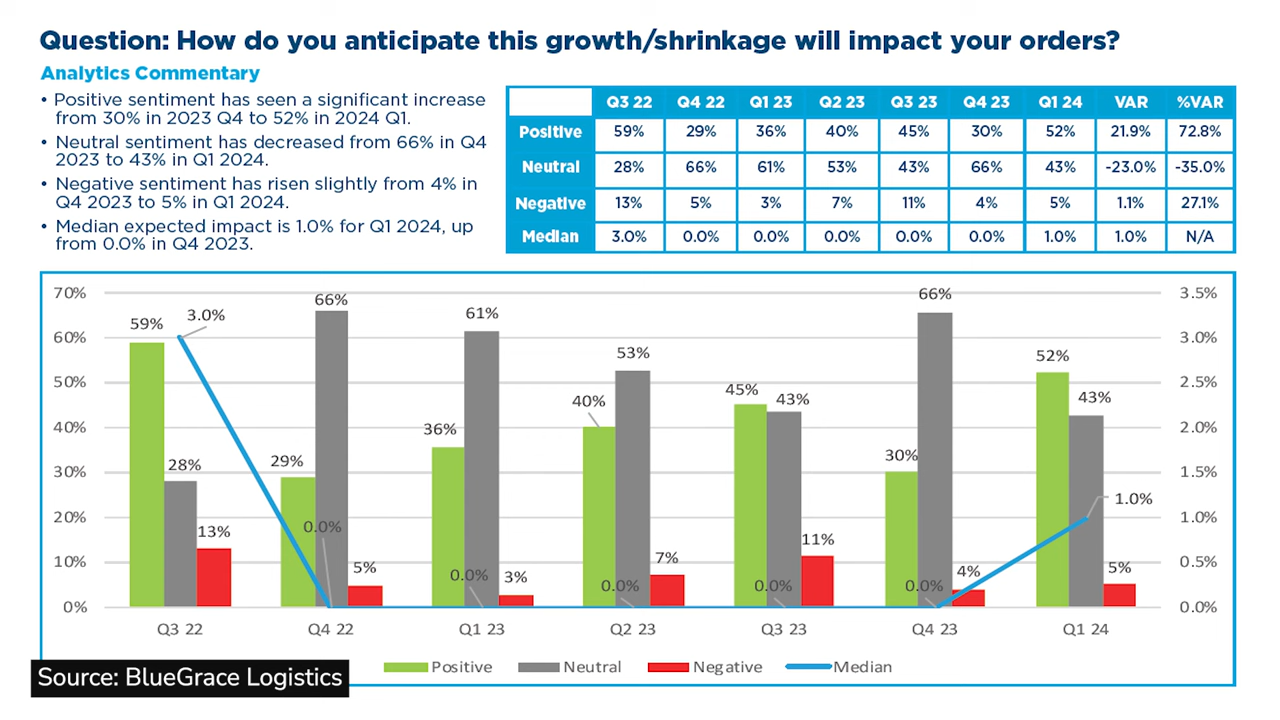 Question: How do you anticipate this growth/shrinkage will impact your orders?
Analytics Commentary
• Positive sentiment has seen a significant increase
from 30% in 2023 Q4 to 52% in 2024 Q1.
• Neutral sentiment has decreased from 66% in Q4
2023 to 43% in Q1 2024.
• Negative sentiment has risen slightly from 4% in
Q4 2023 to 5% in Q1 2024.
• Median expected impact is 1.0% for Q1 2024, up
from 0.0% in Q4 2023.
Q3 22 Q4 22 Q1 23 Q2 23 Q3 23 Q4 23 Q1 24 VAR %VAR
Positive 59% 29% 36% 40% 45% 30% 52% 21.9% 72.8%
Neutral 28% 66% 61% 53% 43% 66% 43% -23.0% -35.0%
Negative 13% 5% 3% 7% 11% 4% 5% 1.1% 27.1%
Median 3.0% 0.0% 0.0% 0.0% 0.0% 0.0% 1.0% 1.0% N/A
70%
60%
50%
40%
30%
20%
10%
0%
59% 28% 13% 3.0%
29% 66% 5% 0.0%
36% 61% 3% 0.0%
40% 53% 7% 0.0%
45% 43% 11% 0.0%
30% 66% 4% 0.0%
52% 43% 5% 1.0%
3.5%
3.0%
2.5%
2.0%
1.5%
1.0%
0.5%
0.0%
Q3 22 Q4 22 Q1 23 Q2 23 Q3 23 Q4 23 Q1 24
Positive Neutral Negative Median
Source: BlueGrace Logistics